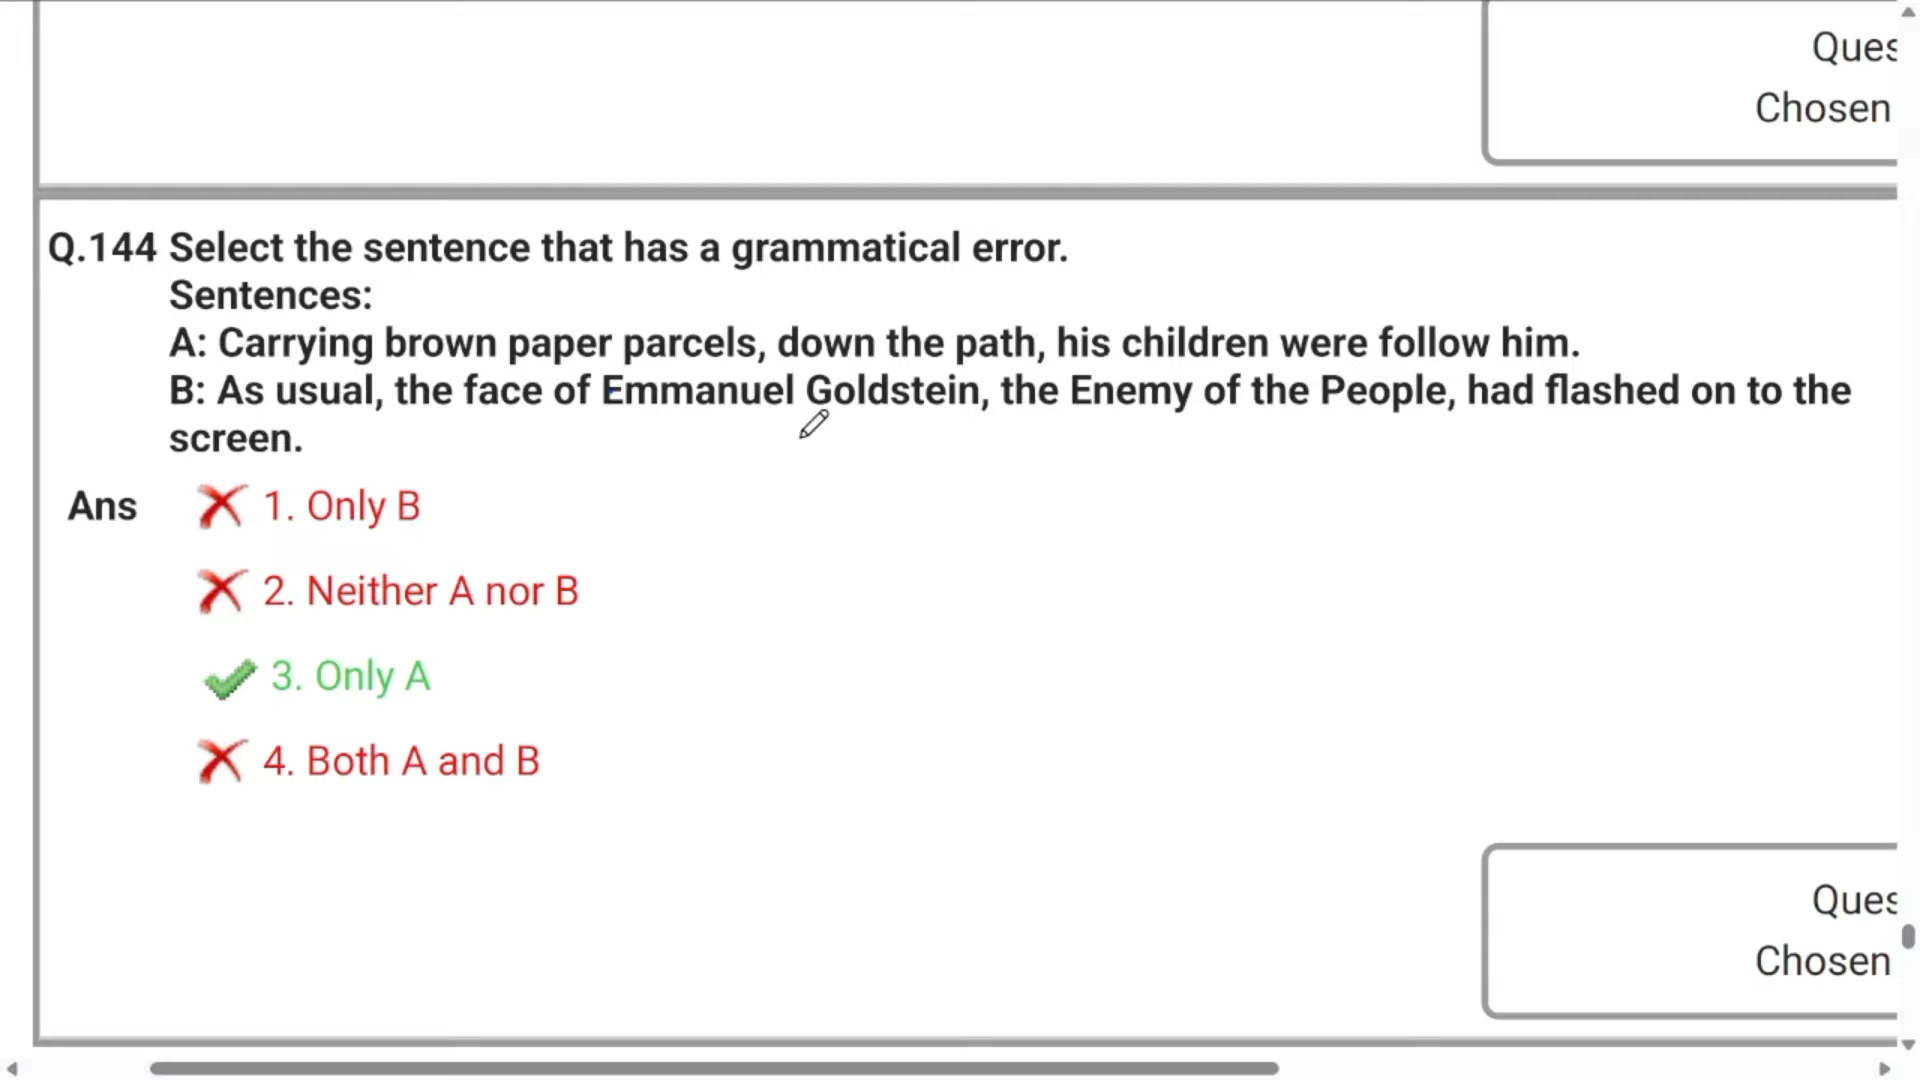 Ques
Chosen
Q.144 Select the sentence that has a grammatical error.
Sentences:
A: Carrying brown paper parcels, down the path, his children were follow him.
B: As usual, the face of Emmanuel Goldstein, the Enemy of the People, had flashed on to the
screen.
Ans 1. Only B
2. Neither A nor B
3. Only A
4. Both A and B
Ques
Chosen